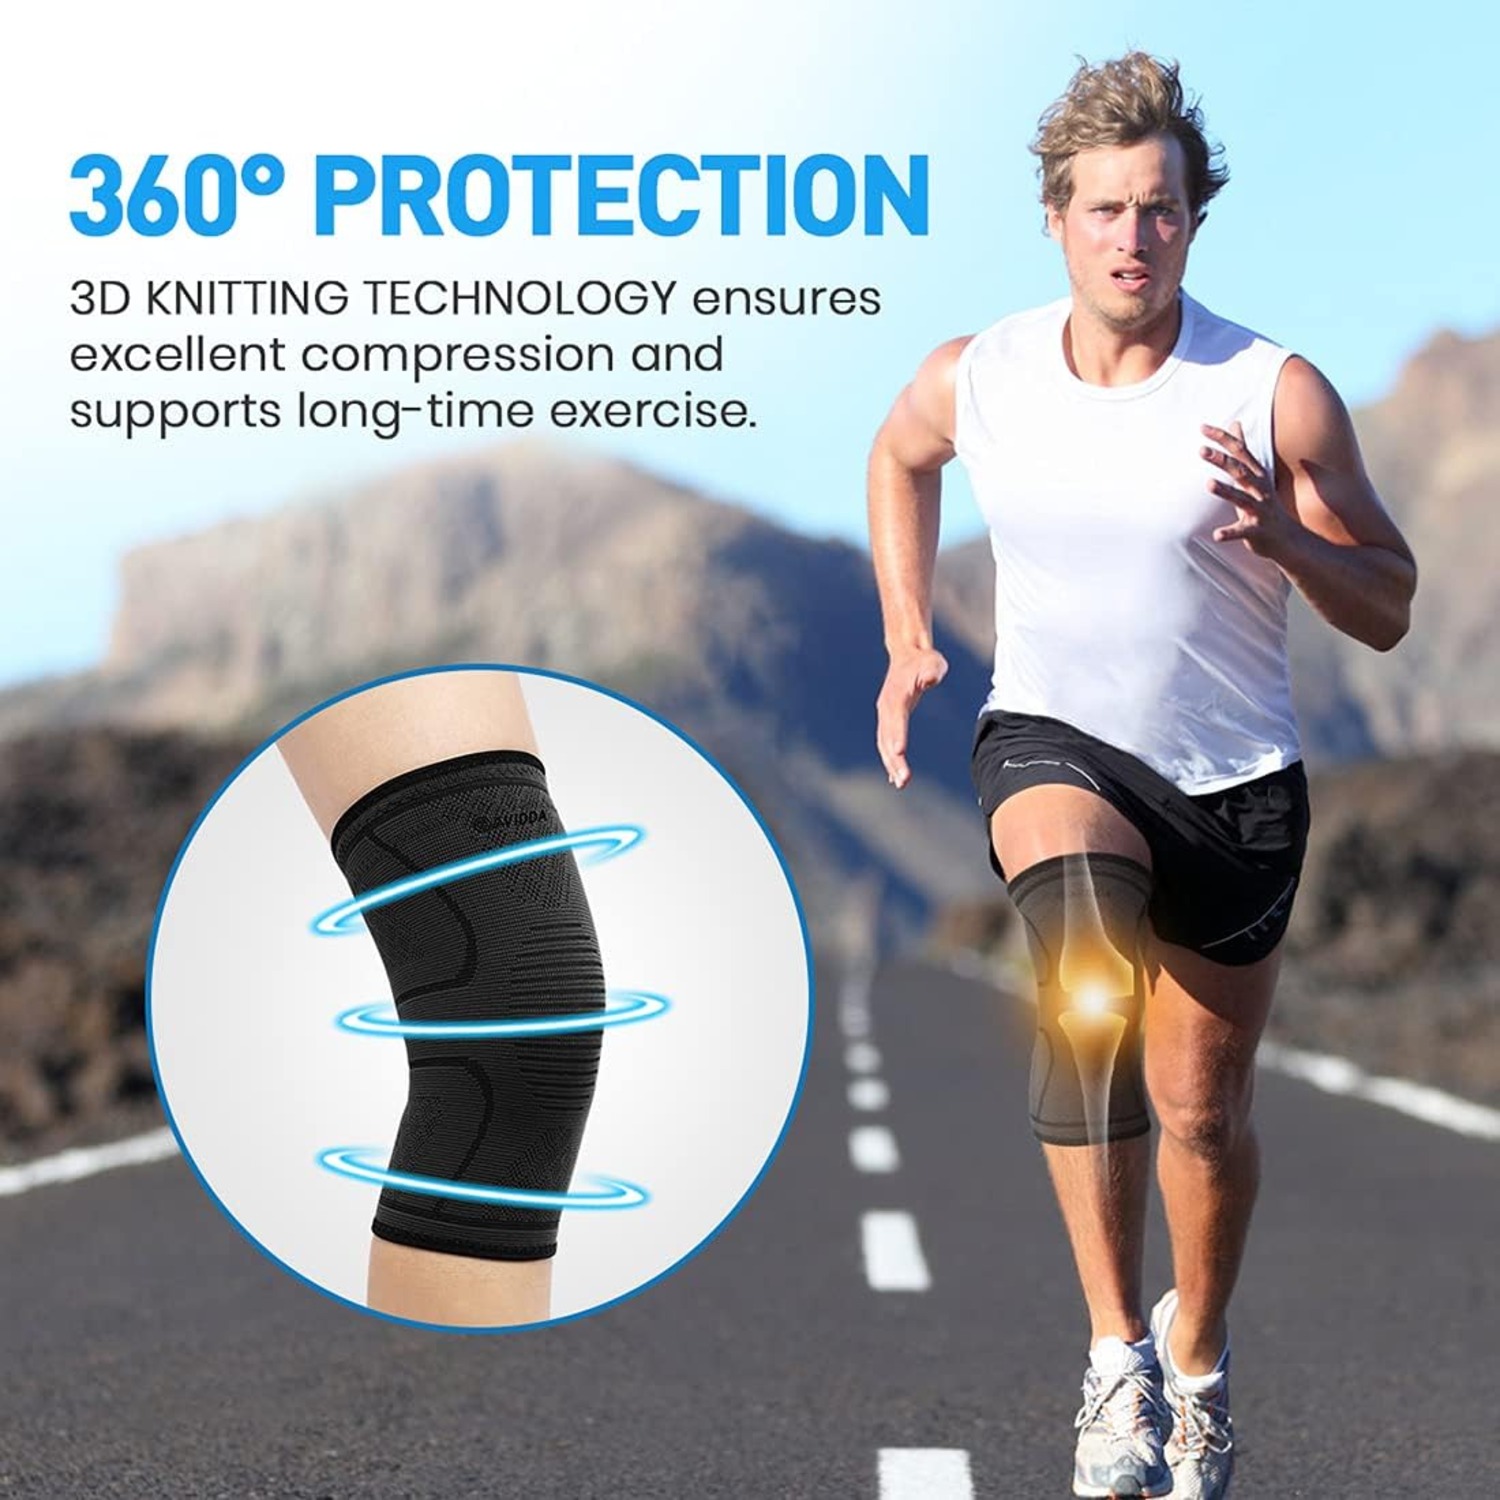 360° PROTECTION
3D KNITTING TECHNOLOGY ensures
excellent compression and
supports long-time exercise.
AVIDDA